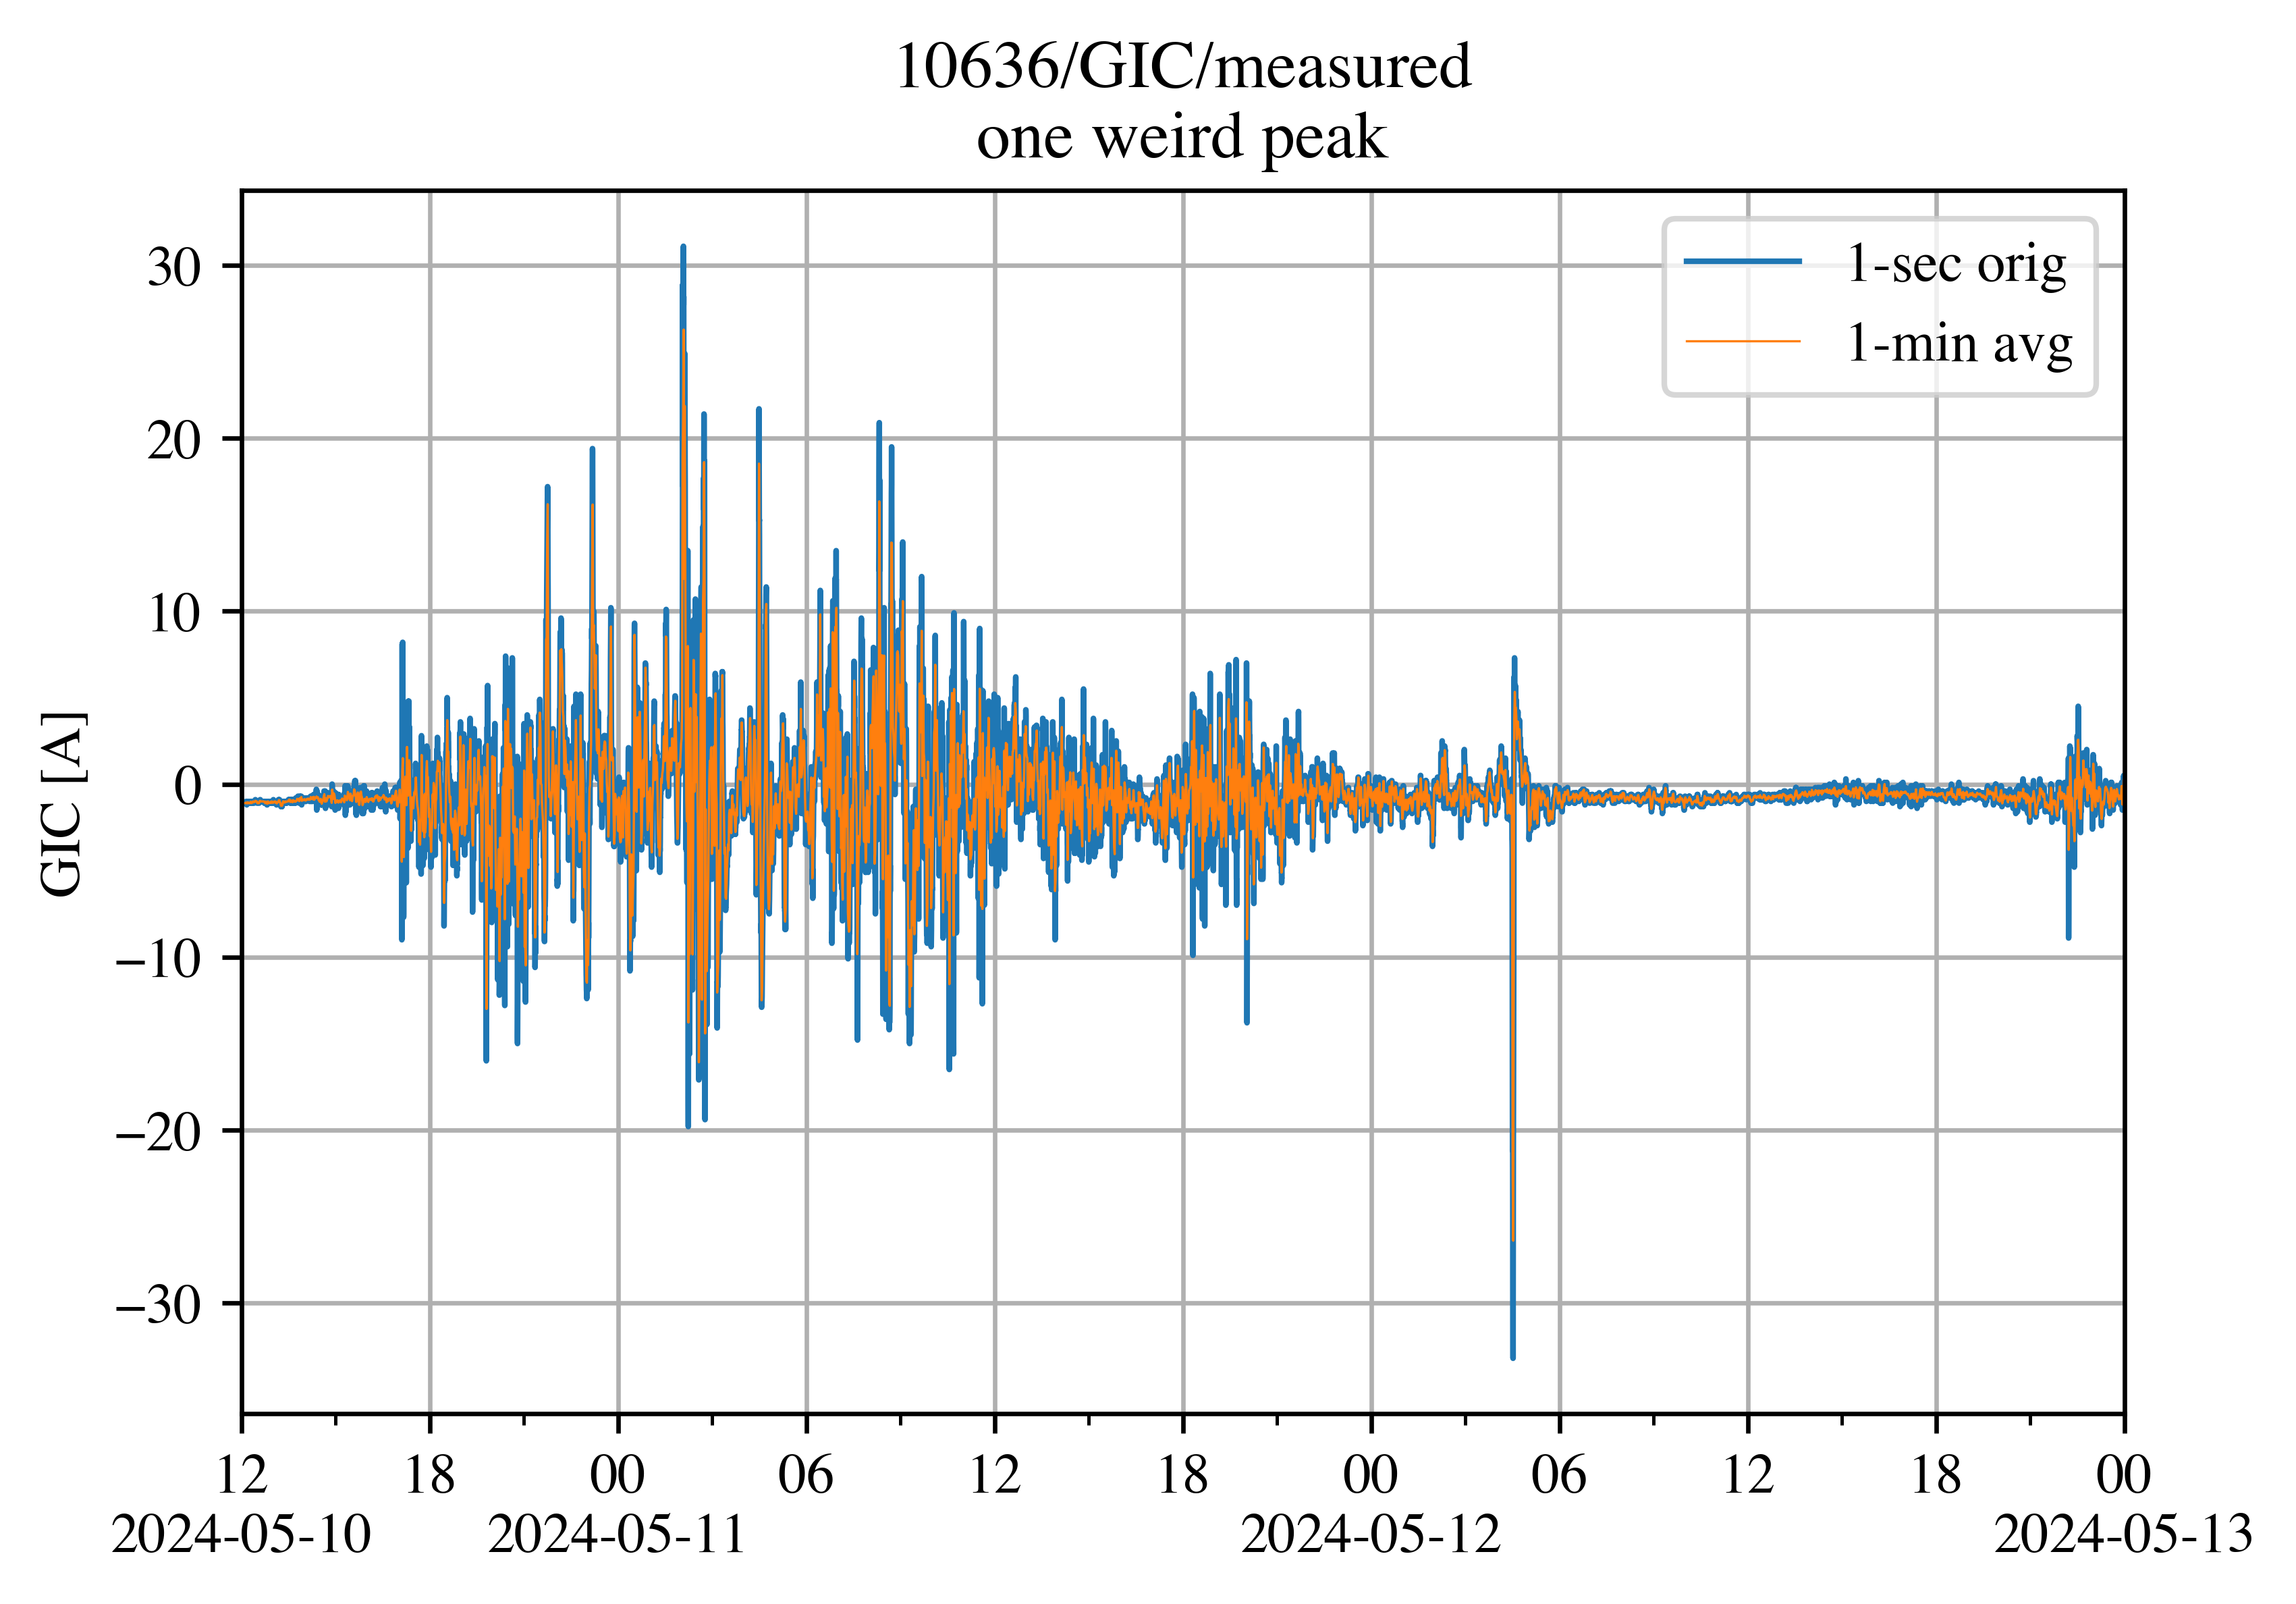 10636/GIC/measured
one weird peak
1-sec orig
1-min avg
GIC [A]
30
20
10
0
−10
−20
−30
12 18 00 06 12 18 00 06 12 18 00
2024-05-10 2024-05-11 2024-05-12 2024-05-13